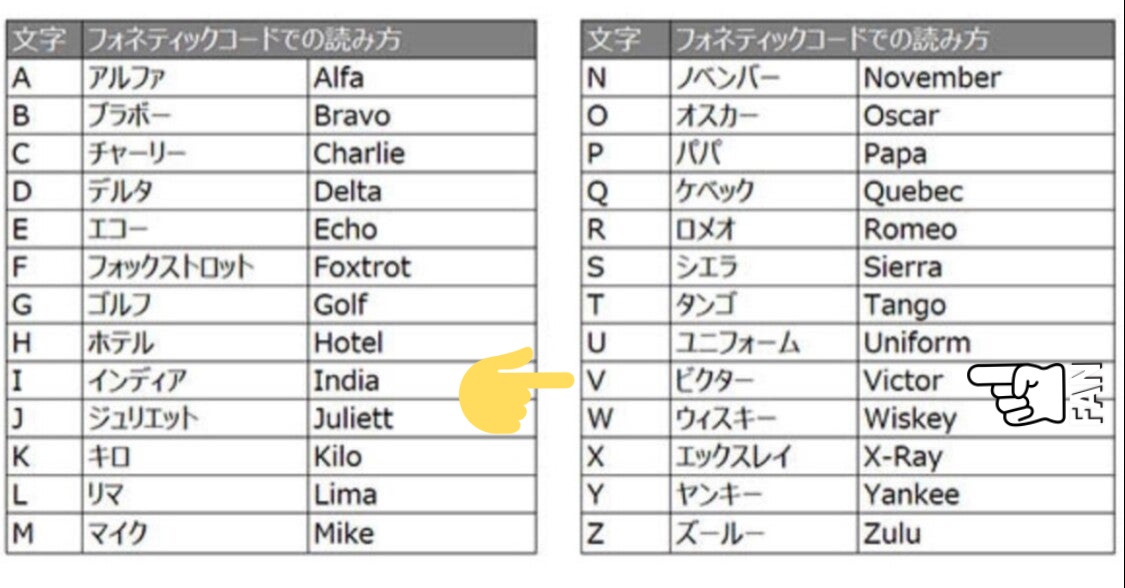 文字 フォネティックコードでの読み方
A アルファ Alfa
B ブラボー Bravo
C チャーリー Charlie
D デルタ Delta
E エコー Echo
F フォックストロット Foxtrot
G ゴルフ Golf
H ホテル Hotel
I インディア India
J ジュリエット Juliett
K キロ Kilo
L リマ Lima
M マイク Mike
文字 フォネティックコードでの読み方
N ノベンバー November
O オスカー Oscar
P パパ Papa
Q ケベック Quebec
R ロメオ Romeo
S シエラ Sierra
T タンゴ Tango
U ユニフォーム Uniform
V ビクター Victor
W ウィスキー Wiskey
X エックスレイ X-Ray
Y ヤンキー Yankee
Z ズールー Zulu